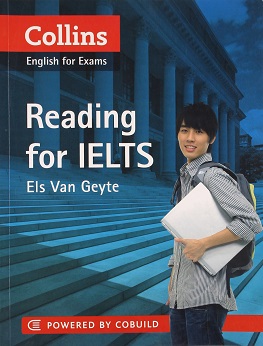 Collins
English for Exams
Reading
for IELTS
Els Van Geyte
POWERED BY COBUILD